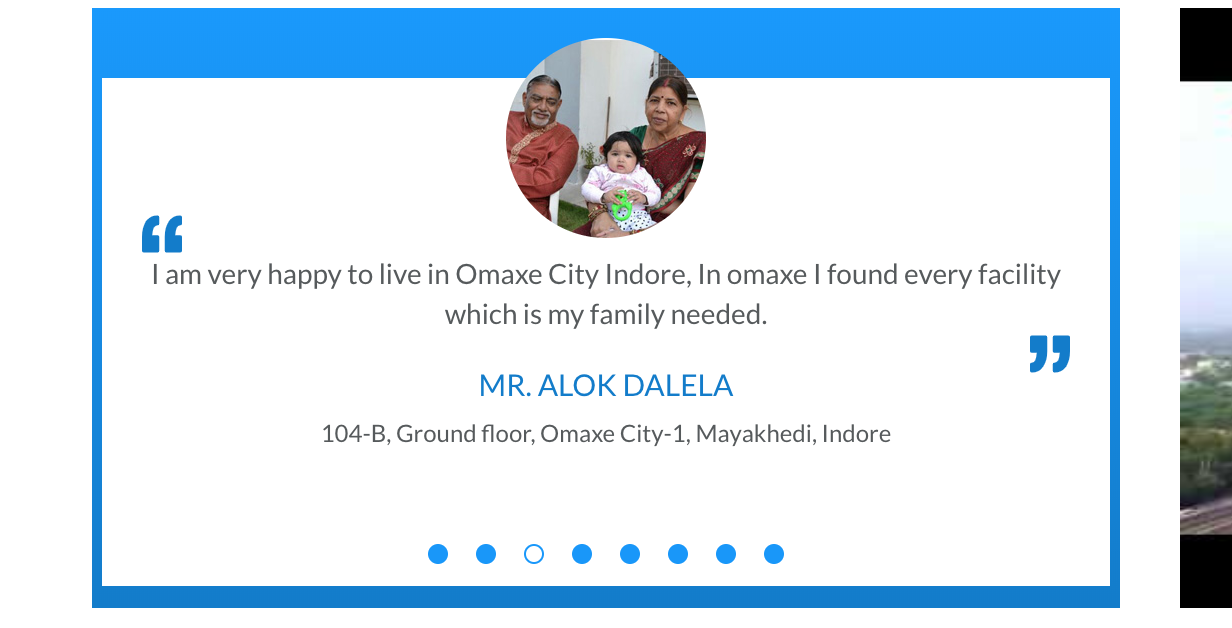 “
I am very happy to live in Omaxe City Indore, In omaxe I found every facility
which is my family needed.
”
MR. ALOK DALELA
104-B, Ground floor, Omaxe City-1, Mayakhedi, Indore